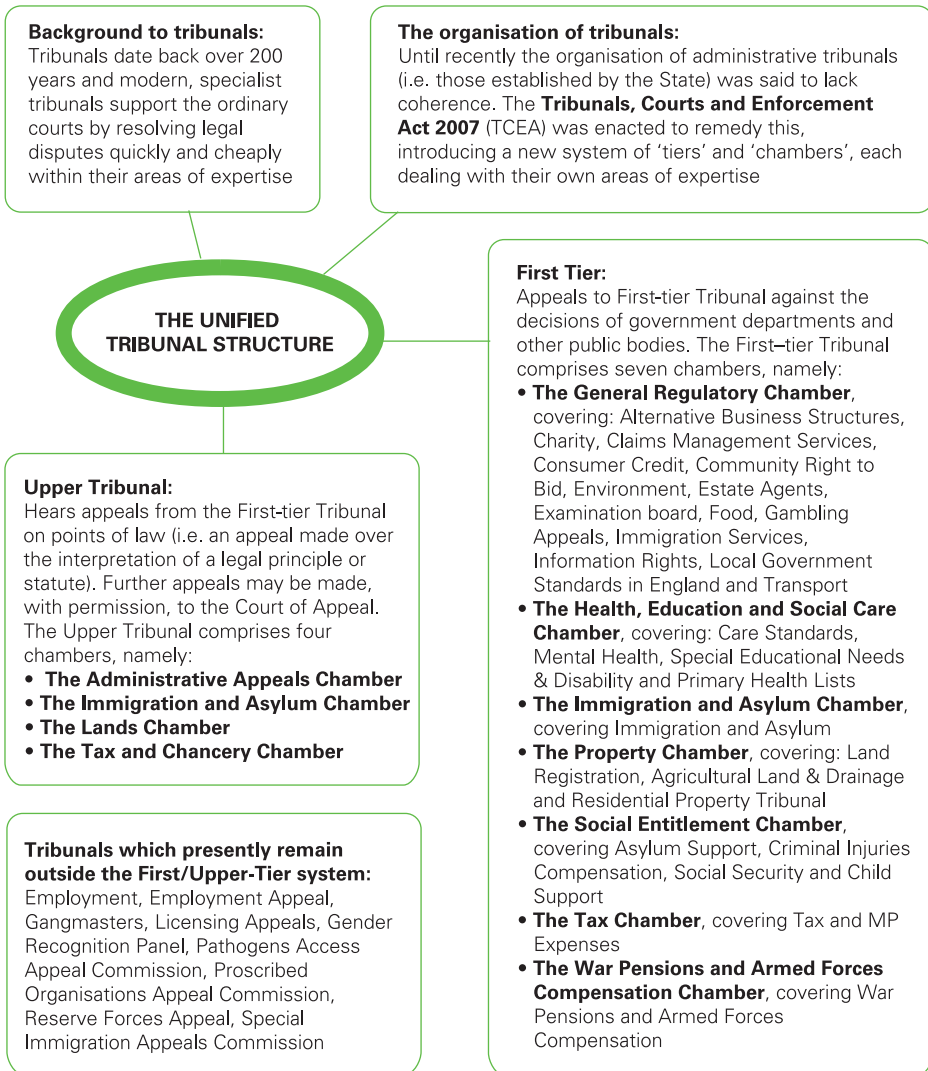 Background to tribunals:
Tribunals date back over 200
years and modern, specialist
tribunals support the ordinary
courts by resolving legal
disputes quickly and cheaply
within their areas of expertise
The organisation of tribunals:
Until recently the organisation of administrative tribunals
(i.e. those established by the State) was said to lack
coherence. The Tribunals, Courts and Enforcement
Act 2007 (TCEA) was enacted to remedy this,
introducing a new system of ‘tiers’ and ‘chambers’, each
dealing with their own areas of expertise
THE UNIFIED
TRIBUNAL STRUCTURE
First Tier:
Appeals to First-tier Tribunal against the
decisions of government departments and
other public bodies. The First–tier Tribunal
comprises seven chambers, namely:
• The General Regulatory Chamber,
covering: Alternative Business Structures,
Charity, Claims Management Services,
Consumer Credit, Community Right to
Bid, Environment, Estate Agents,
Examination board, Food, Gambling
Appeals, Immigration Services,
Information Rights, Local Government
Standards in England and Transport
• The Health, Education and Social Care
Chamber, covering: Care Standards,
Mental Health, Special Educational Needs
& Disability and Primary Health Lists
• The Immigration and Asylum Chamber,
covering Immigration and Asylum
• The Property Chamber, covering: Land
Registration, Agricultural Land & Drainage
and Residential Property Tribunal
• The Social Entitlement Chamber,
covering Asylum Support, Criminal Injuries
Compensation, Social Security and Child
Support
• The Tax Chamber, covering Tax and MP
Expenses
• The War Pensions and Armed Forces
Compensation Chamber, covering War
Pensions and Armed Forces
Compensation
Upper Tribunal:
Hears appeals from the First-tier Tribunal
on points of law (i.e. an appeal made over
the interpretation of a legal principle or
statute). Further appeals may be made,
with permission, to the Court of Appeal.
The Upper Tribunal comprises four
chambers, namely:
• The Administrative Appeals Chamber
• The Immigration and Asylum Chamber
• The Lands Chamber
• The Tax and Chancery Chamber
Tribunals which presently remain
outside the First/Upper-Tier system:
Employment, Employment Appeal,
Gangmasters, Licensing Appeals, Gender
Recognition Panel, Pathogens Access
Appeal Commission, Proscribed
Organisations Appeal Commission,
Reserve Forces Appeal, Special
Immigration Appeals Commission